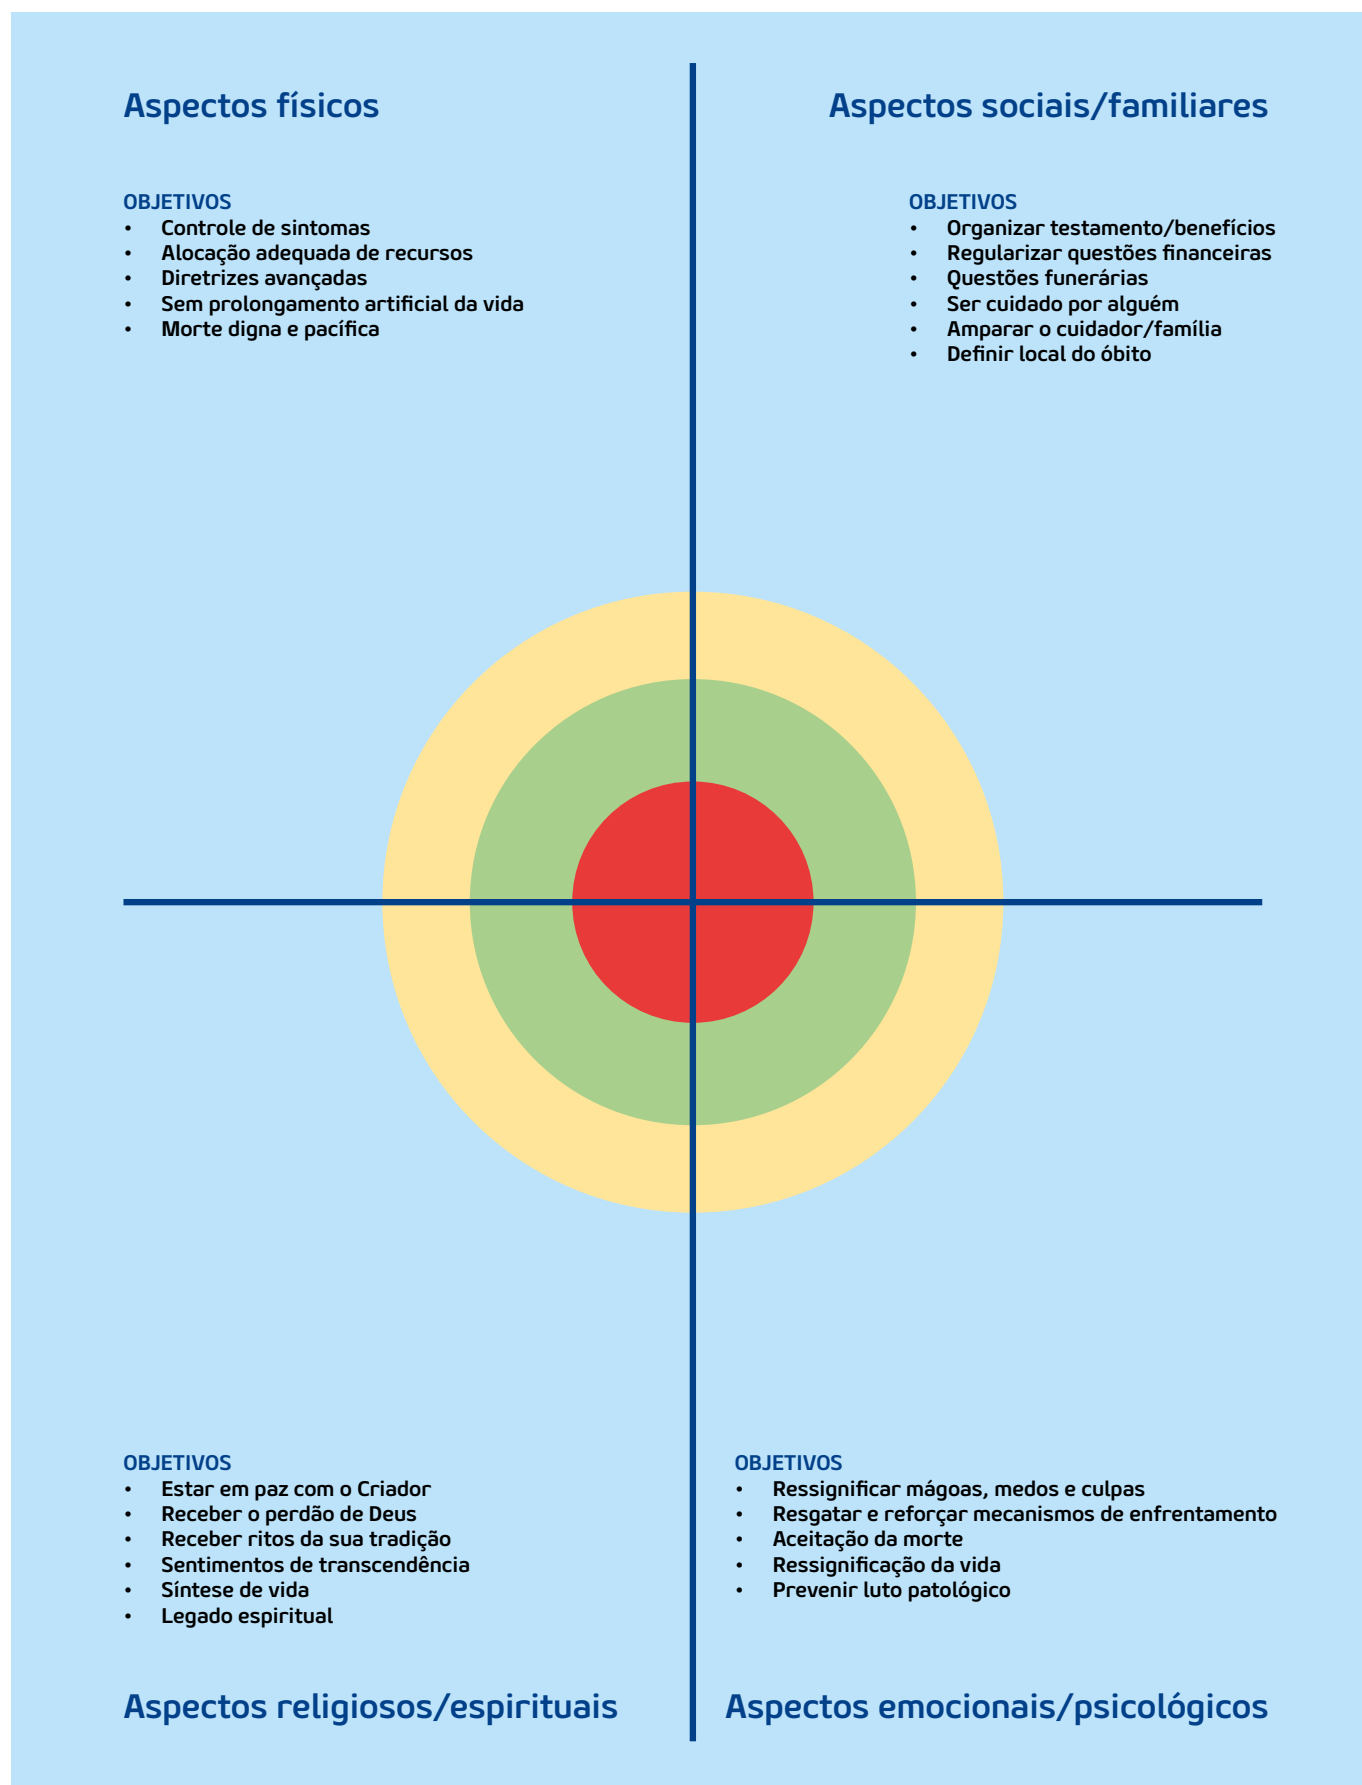 Aspectos físicos
OBJETIVOS
• Controle de sintomas
• Alocação adequada de recursos
• Diretrizes avançadas
• Sem prolongamento artificial da vida
• Morte digna e pacífica
Aspectos sociais/familiares
OBJETIVOS
• Organizar testamento/benefícios
• Regularizar questões financeiras
• Questões funerárias
• Ser cuidado por alguém
• Amparar o cuidador/família
• Definir local do óbito
OBJETIVOS
• Estar em paz com o Criador
• Receber o perdão de Deus
• Receber ritos da sua tradição
• Sentimentos de transcendência
• Síntese de vida
• Legado espiritual
Aspectos religiosos/espirituais
OBJETIVOS
• Ressignificar mágoas, medos e culpas
• Resgatar e reforçar mecanismos de enfrentamento
• Aceitação da morte
• Ressignificação da vida
• Prevenir luto patológico
Aspectos emocionais/psicológicos